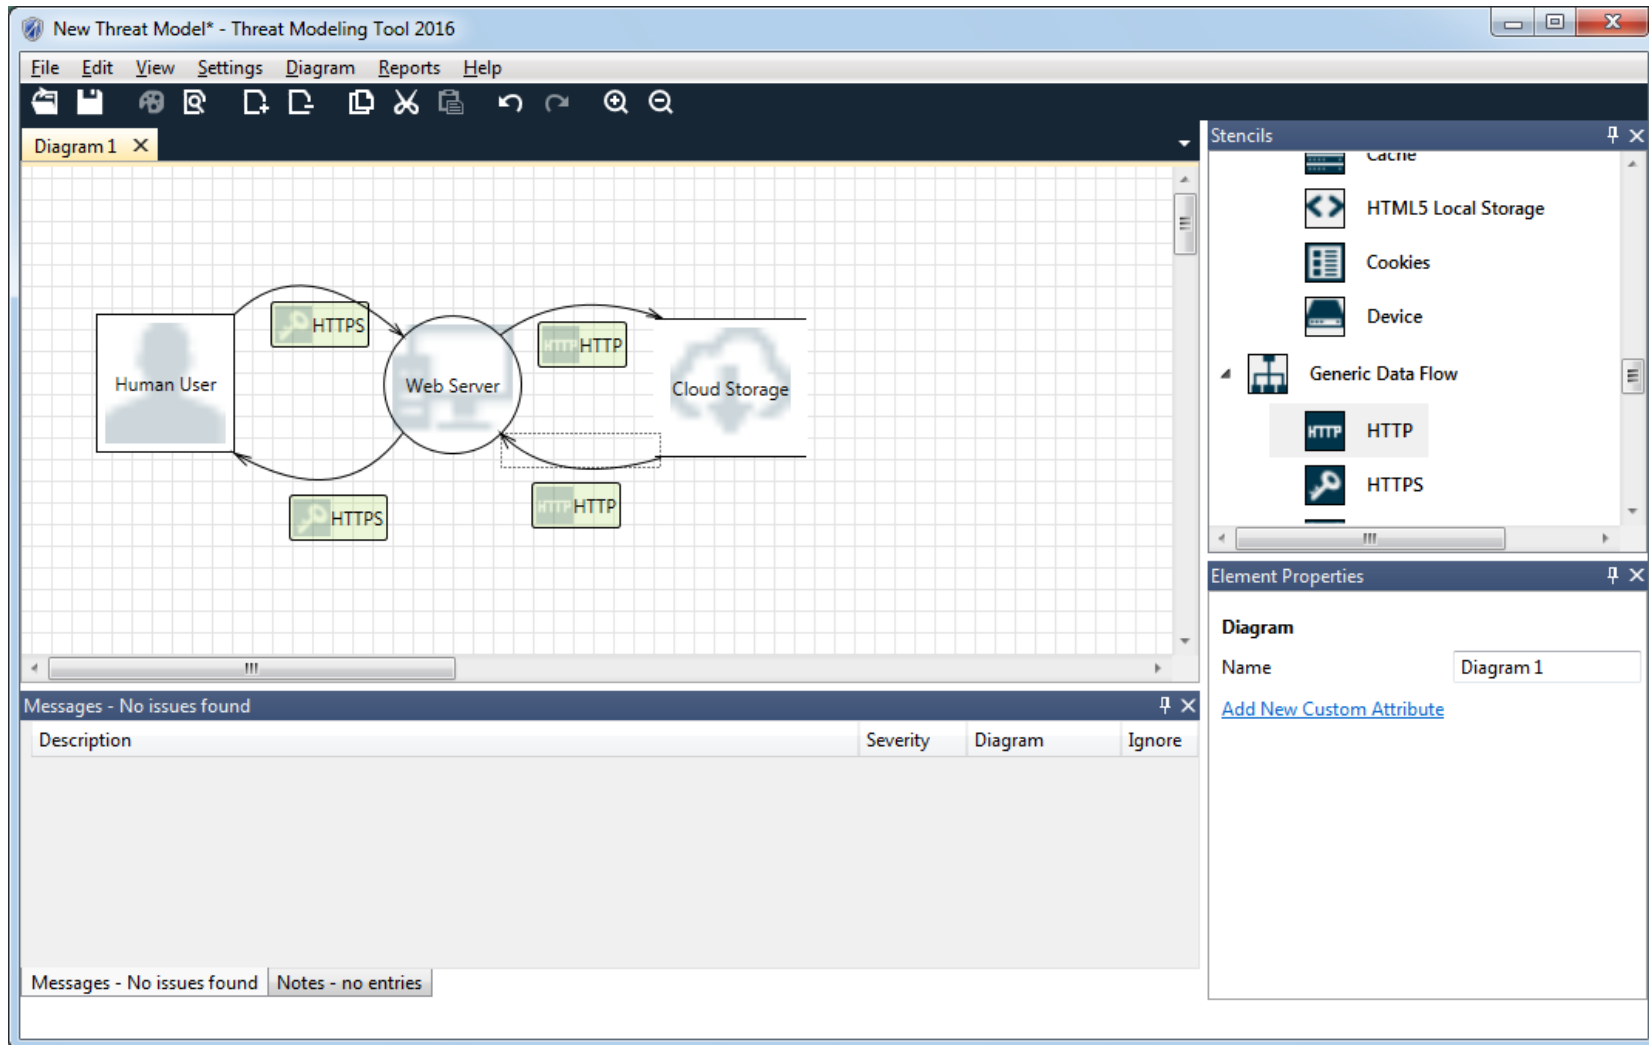 New Threat Model* - Threat Modeling Tool 2016
File Edit View Settings Diagram Reports Help
Diagram 1
HTTPS
HTTP
HTTP
Human User
Web Server
Cloud Storage
HTTPS
HTTP
HTTP
Stencils
Cache
HTML5 Local Storage
Cookies
Device
Generic Data Flow
HTTP
HTTP
HTTPS
Element Properties
Diagram
Name Diagram 1
Add New Custom Attribute
Messages - No issues found
Description Severity Diagram Ignore
Messages - No issues found Notes - no entries